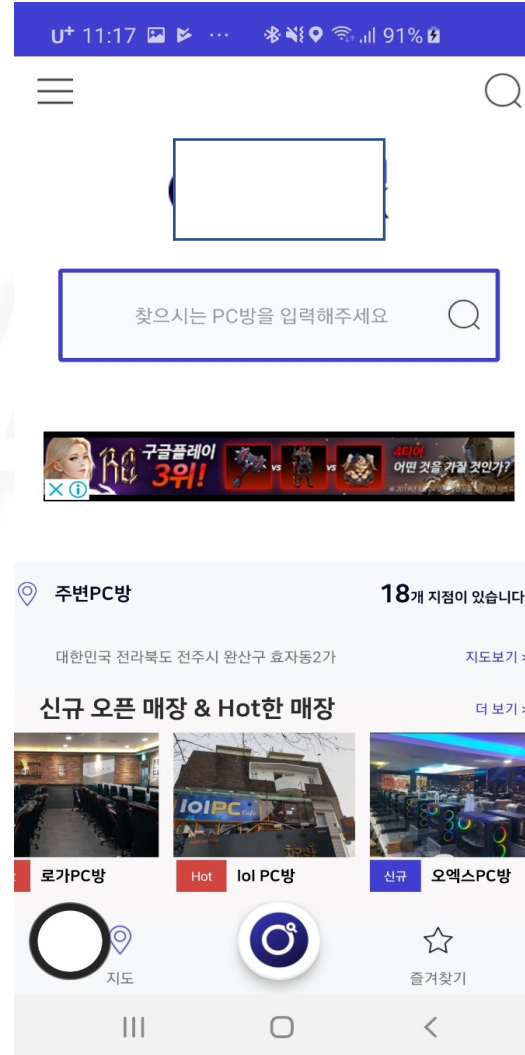 U+ 11:17 91%
찾으시는 PC방을 입력해주세요
구글플레이
3위!
vs vs
4티어
어떤 것을 가질 것인가?
주변PC방 18개 지점이 있습니다
대한민국 전라북도 전주시 완산구 효자동2가 지도보기 >
신규 오픈 매장 & Hot한 매장 더 보기 >
lolPC
로가PC방 Hot lol PC방 신규 오엑스PC방
지도 즐겨찾기